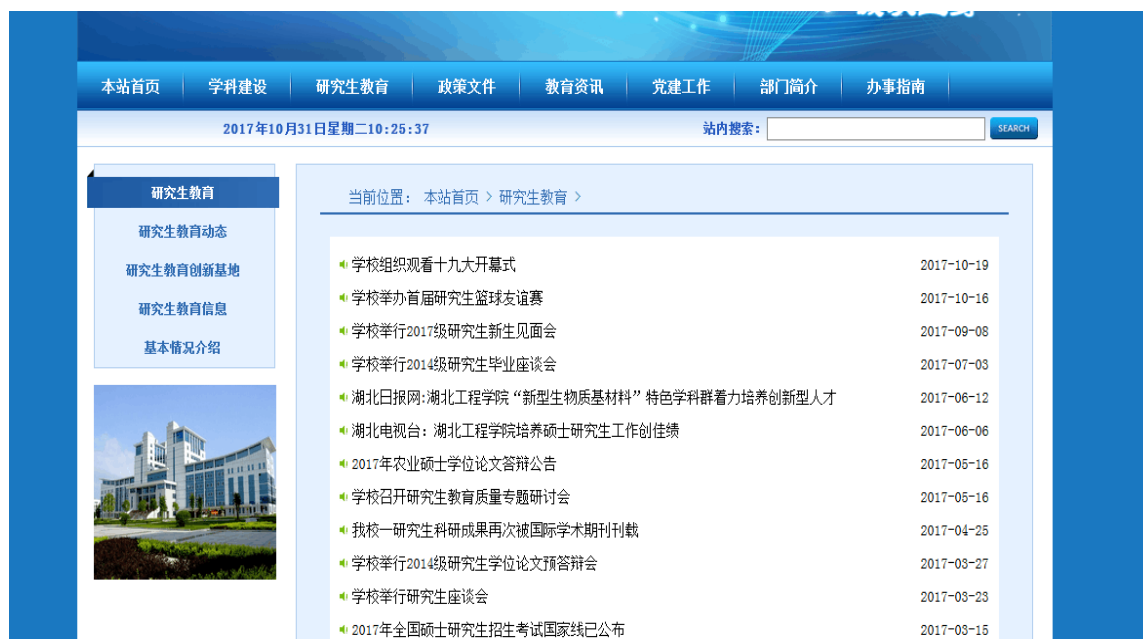 本站首页 学科建设 研究生教育 政策文件 教育资讯 党建工作 部门简介 办事指南
2017年10月31日星期二10:25:37 站内搜索： SEARCH
研究生教育
研究生教育动态
研究生教育创新基地
研究生教育信息
基本情况介绍
当前位置： 本站首页 > 研究生教育 >
学校组织观看十九大开幕式 2017-10-19
学校举办首届研究生篮球友谊赛 2017-10-16
学校举行2017级研究生新生见面会 2017-09-08
学校举行2014级研究生毕业座谈会 2017-07-03
湖北日报网:湖北工程学院“新型生物质基材料”特色学科群着力培养创新型人才 2017-06-12
湖北电视台：湖北工程学院培养硕士研究生工作创佳绩 2017-06-06
2017年农业硕士学位论文答辩公告 2017-05-16
学校召开研究生教育质量专题研讨会 2017-05-16
我校一研究生科研成果再次被国际学术期刊刊载 2017-04-25
学校举行2014级研究生学位论文预答辩会 2017-03-27
学校举行研究生座谈会 2017-03-23
2017年全国硕士研究生招生考试国家线已公布 2017-03-15